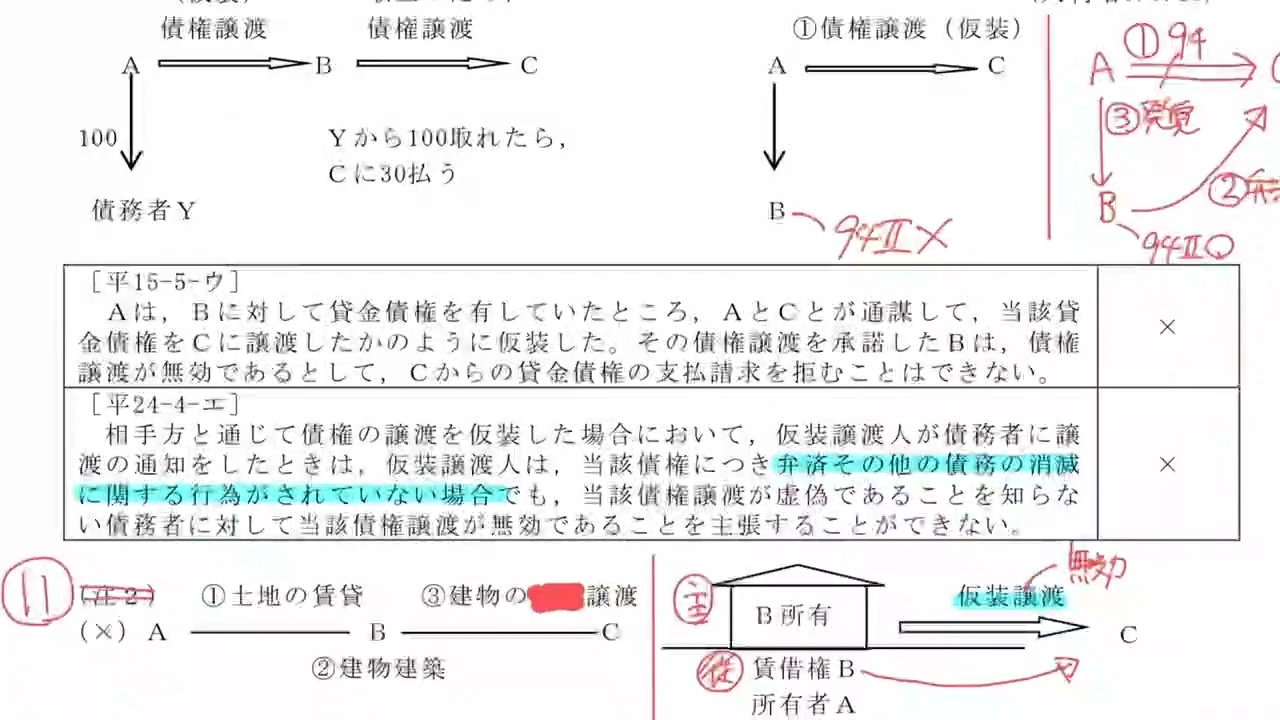 債権譲渡 債権譲渡
A B C
100
Yから100取れたら，
Cに30払う
債務者Y
①債権譲渡（仮装）
A C
B 94Ⅱ×
① 94
A
③発覚
②
B
94Ⅱ○
［平15-5-ウ］
Aは，Bに対して貸金債権を有していたところ，AとCとが通謀して，当該貸
金債権をCに譲渡したかのように仮装した。その債権譲渡を承諾したBは，債権
譲渡が無効であるとして，Cからの貸金債権の支払請求を拒むことはできない。
×
［平24-4-エ］
相手方と通じて債権の譲渡を仮装した場合において，仮装譲渡人が債務者に譲
渡の通知をしたときは，仮装譲渡人は，当該債権につき弁済その他の債務の消滅
に関する行為がされていない場合でも，当該債権譲渡が虚偽であることを知らな
い債務者に対して当該債権譲渡が無効であることを主張することができない。
×
11
①土地の賃貸 ③建物の 譲渡
（×）A B C
②建物建築
主
B所有
無効
仮装譲渡
C
従 賃借権B
所有者A